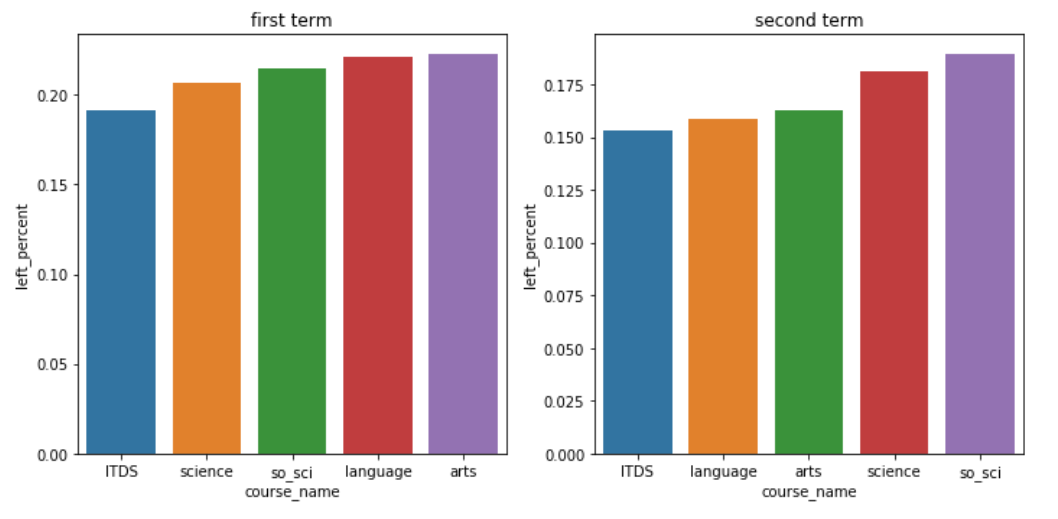 first term
left_percent
0.20
0.15
0.10
0.05
0.00
ITDS science so_sci language arts
course_name
second term
left_percent
0.175
0.150
0.125
0.100
0.075
0.050
0.025
0.000
ITDS language arts science so_sci
course_name